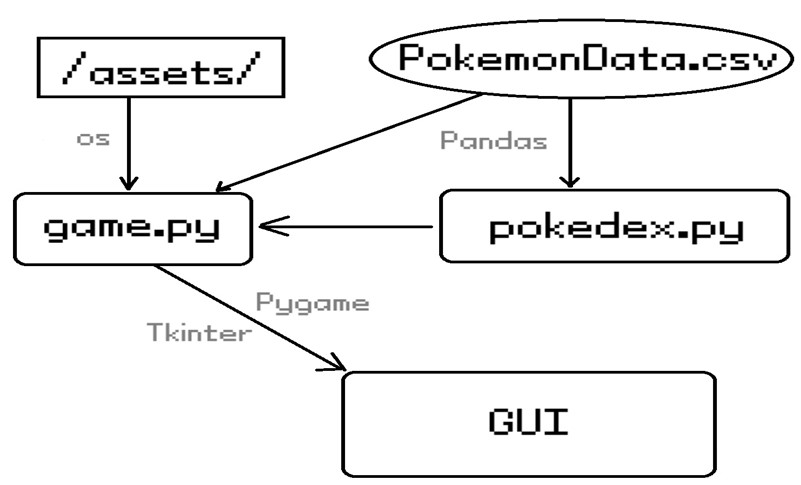 /assets/
PokemonData.csv
os
Pandas
game.py
pokedex.py
Pygame
Tkinter
GUI